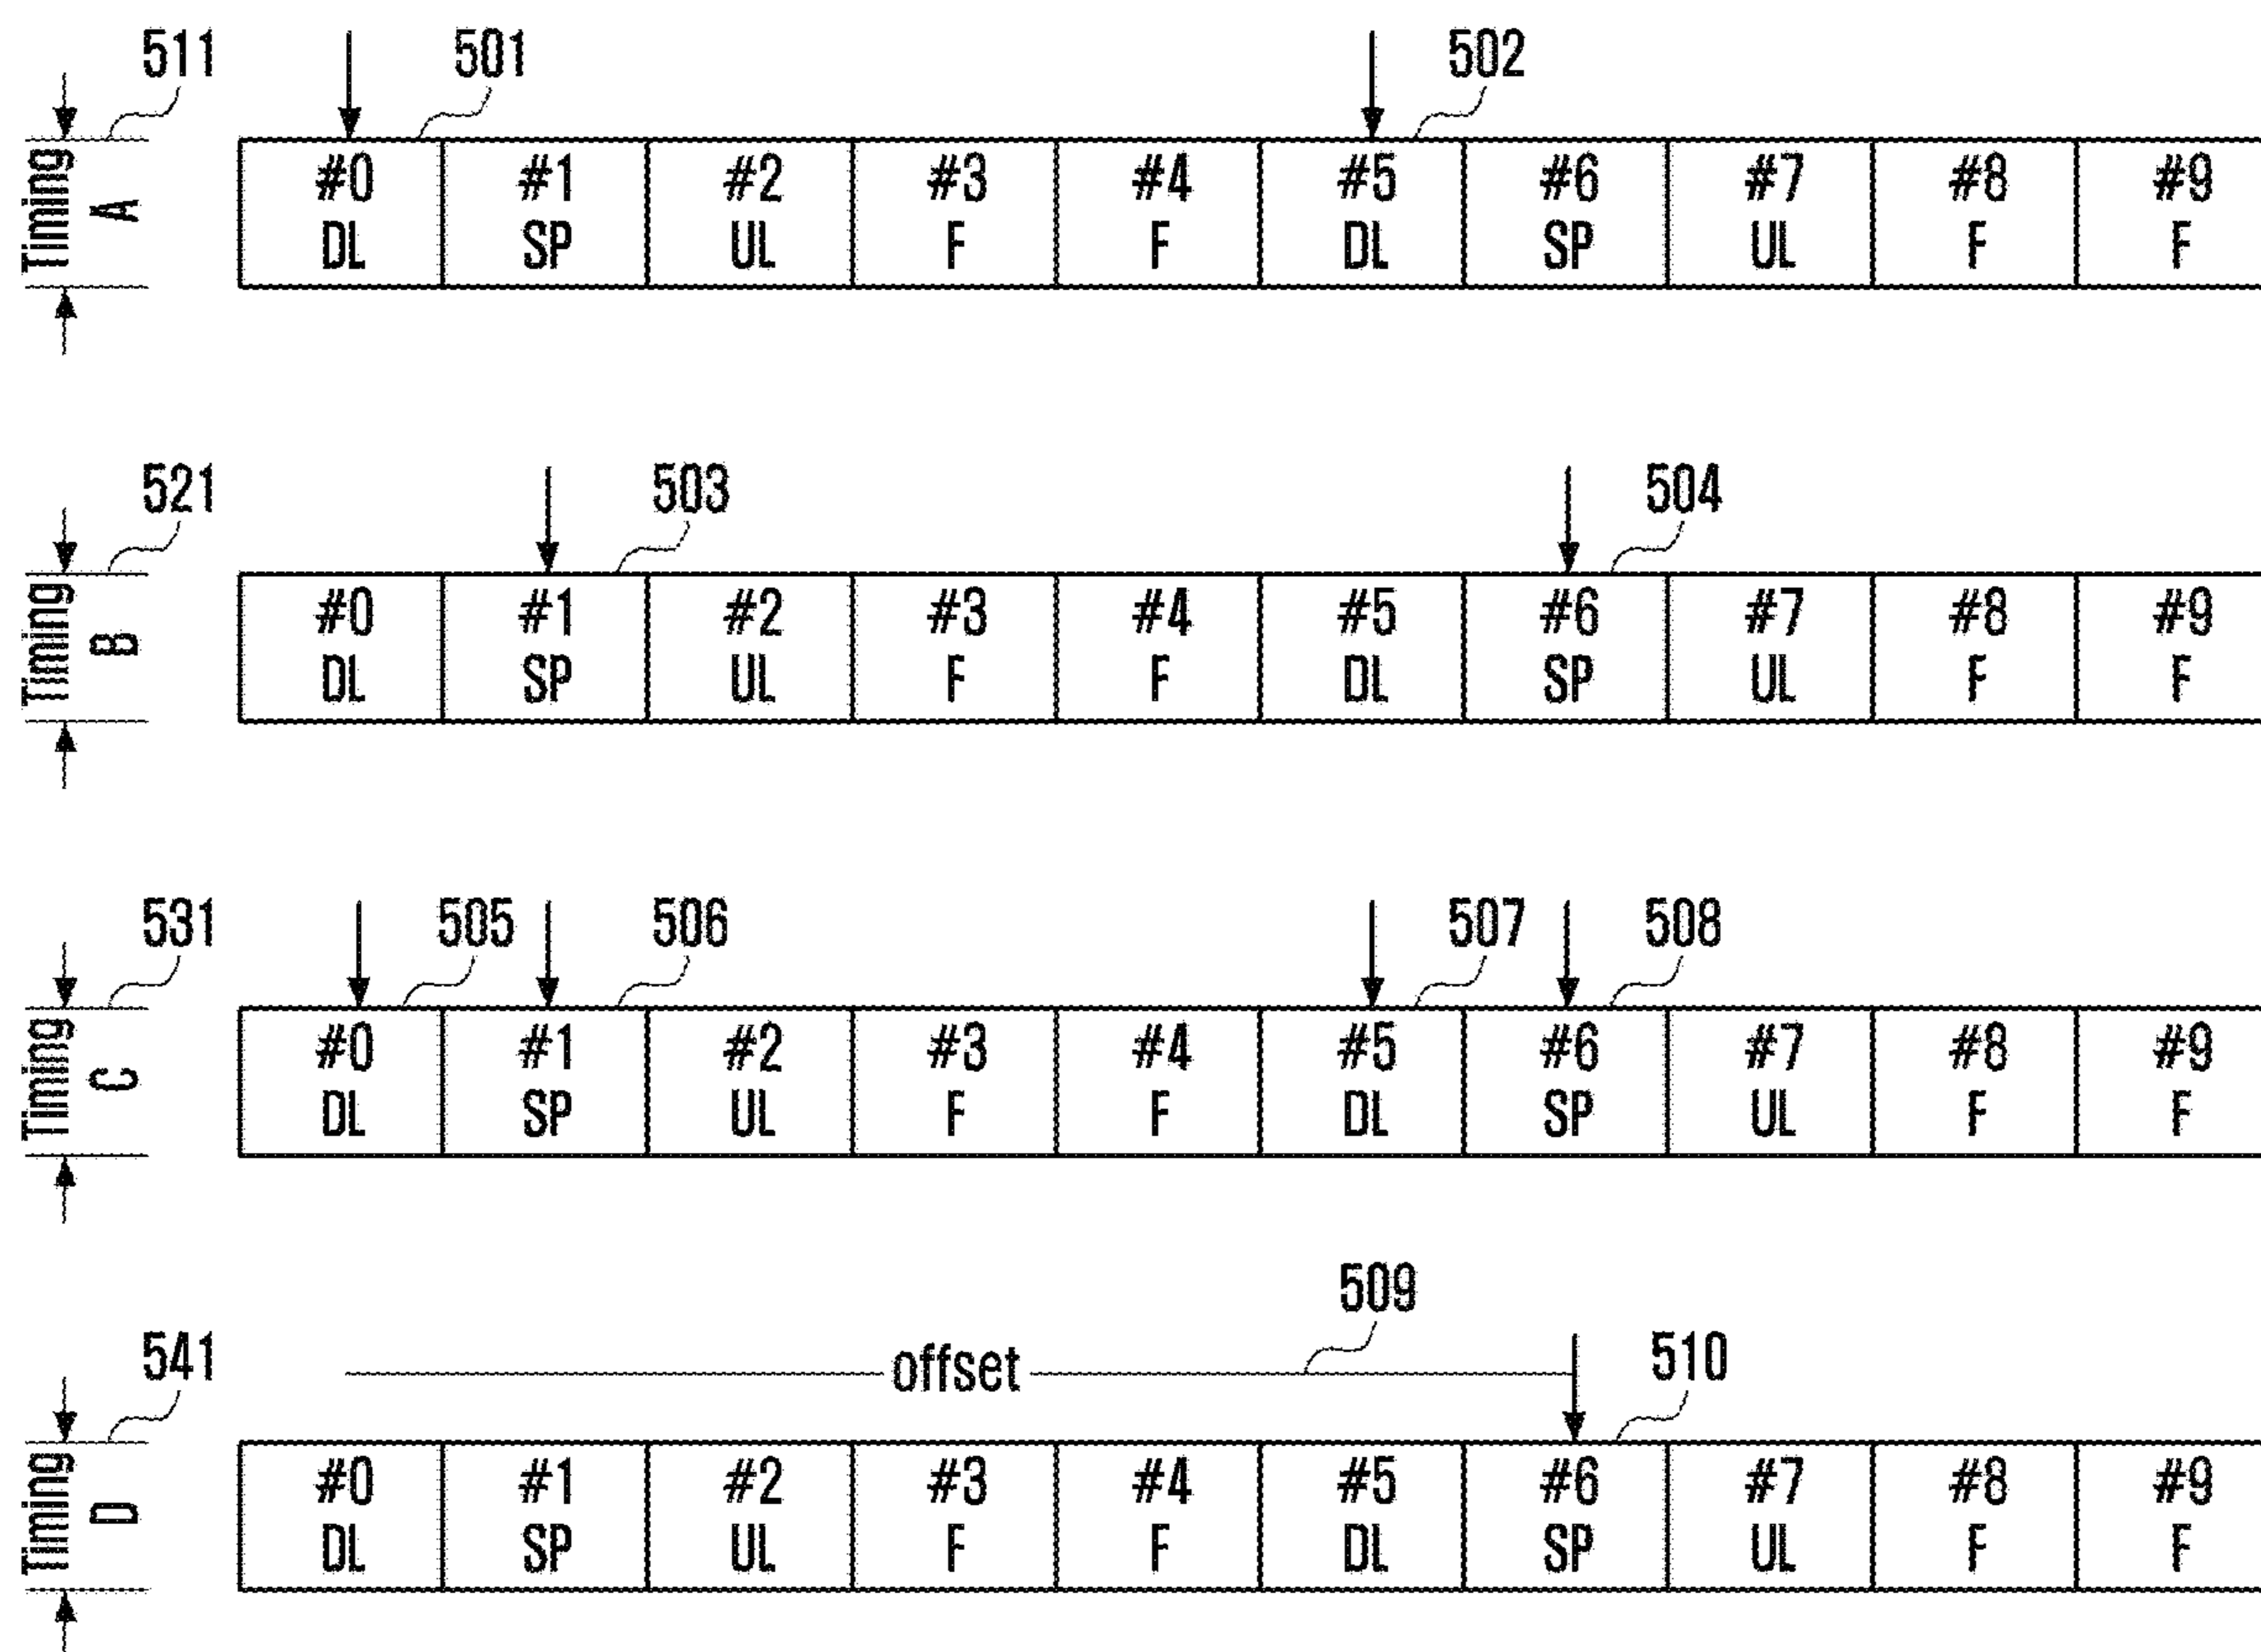 511 501 502
Timing A
#0 #1 #2 #3 #4 #5 #6 #7 #8 #9
DL SP UL F F DL SP UL F F
521 503 504
Timing B
#0 #1 #2 #3 #4 #5 #6 #7 #8 #9
DL SP UL F F DL SP UL F F
531 505 506 507 508
Timing C
#0 #1 #2 #3 #4 #5 #6 #7 #8 #9
DL SP UL F F DL SP UL F F
509
541 offset 510
Timing D
#0 #1 #2 #3 #4 #5 #6 #7 #8 #9
DL SP UL F F DL SP UL F F